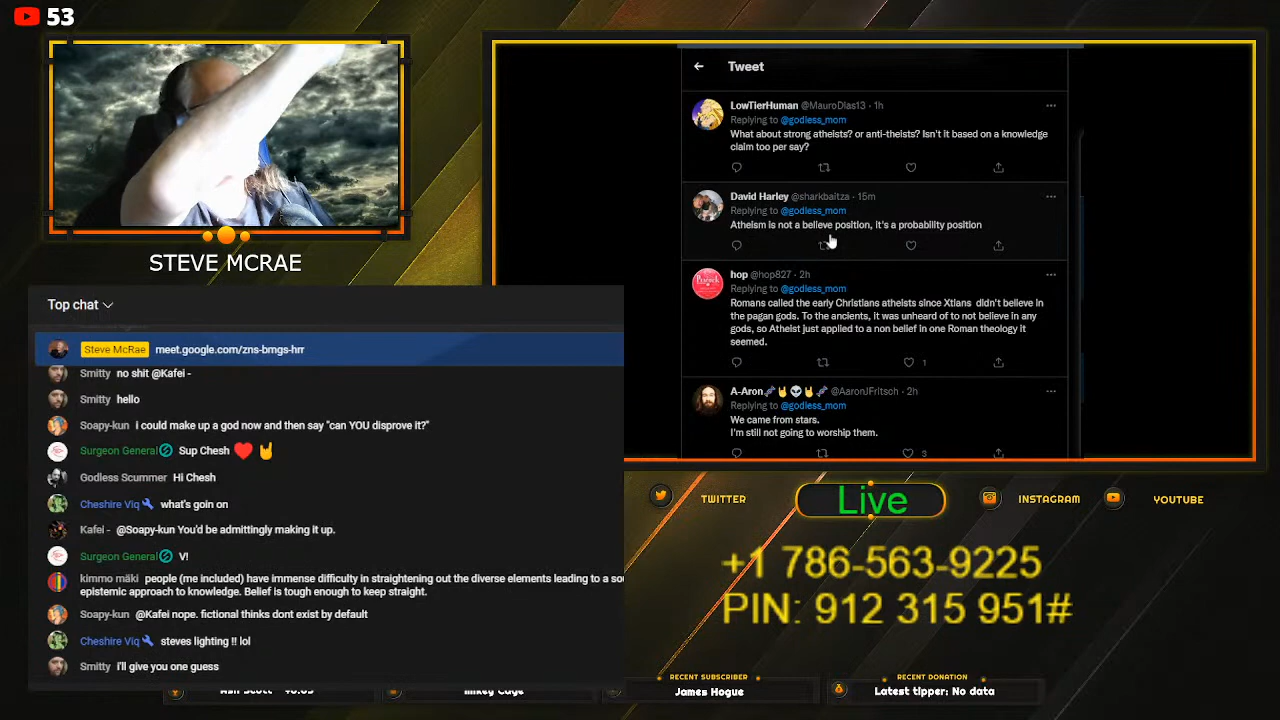 53
STEVE MCRAE
Top chat
Steve McRae meet.google.com/zns-bmgs-hrr
Smitty no shit @Kafei -
Smitty hello
Soapy-kun i could make up a god now and then say "can YOU disprove it?"
Surgeon General Sup Chesh ❤️ 🤘
Godless Scummer Hi Chesh
Cheshire Viq what's goin on
Kafei - @Soapy-kun You'd be admittingly making it up.
Surgeon General V!
kimmo mäki people (me included) have immense difficulty in straightening out the diverse elements leading to a sou
epistemic approach to knowledge. Belief is tough enough to keep straight.
Soapy-kun @Kafei nope. fictional thinks dont exist by default
Cheshire Viq steves lighting !! lol
Smitty i'll give you one guess
Tweet
LowTierHuman @MauroDias13 · 1h
Replying to @godless_mom
What about strong atheists? or anti-theists? Isn't it based on a knowledge
claim too per say?
David Harley @sharkbaitza · 15m
Replying to @godless_mom
Atheism is not a believe position, it's a probability position
hop @hop827 · 2h
Replying to @godless_mom
Romans called the early Christians atheists since Xtians didn't believe in
the pagan gods. To the ancients, it was unheard of to not believe in any
gods, so Atheist just applied to a non belief in one Roman theology it
seemed.
1
A-Aron🧬🤘👽🤘🧬 @AaronJFritsch · 2h
Replying to @godless_mom
We came from stars.
I'm still not going to worship them.
3
TWITTER
Live
INSTAGRAM
YOUTUBE
+1 786-563-9225
PIN: 912 315 951#
Mikey Cage
RECENT SUBSCRIBER
James Hogue
RECENT DONATION
Latest tipper: No data